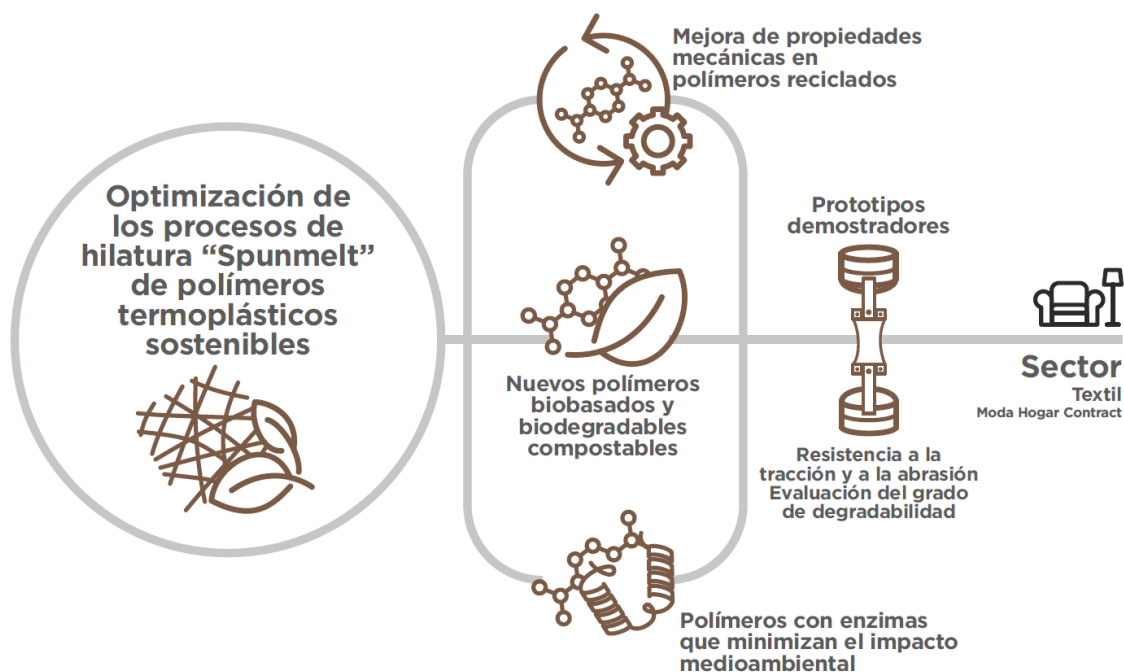 Optimización de
los procesos de
hilatura “Spunmelt”
de polímeros
termoplásticos
sostenibles
Mejora de propiedades
mecánicas en
polímeros reciclados
Nuevos polímeros
biobasados y
biodegradables
compostables
Polímeros con enzimas
que minimizan el impacto
medioambiental
Prototipos
demostradores
Resistencia a la
tracción y a la abrasión
Evaluación del grado
de degradabilidad
Sector
Textil
Moda Hogar Contract